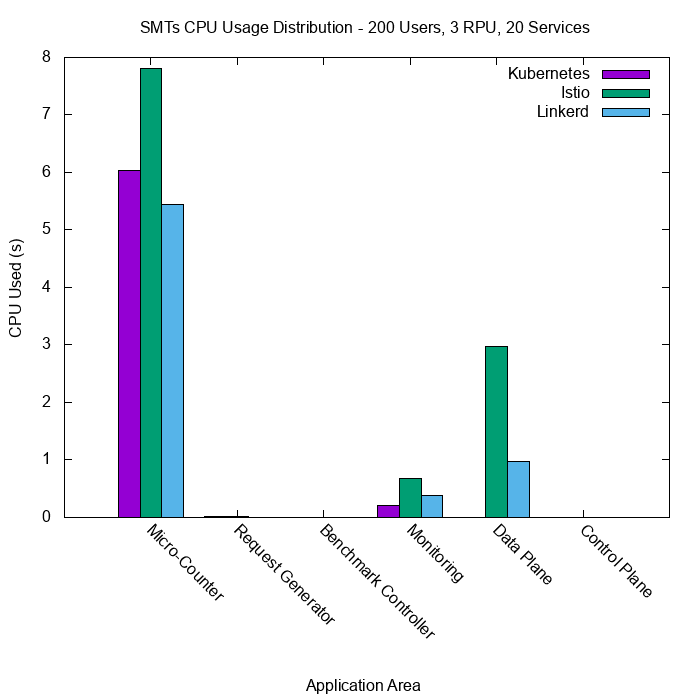 SMTs CPU Usage Distribution - 200 Users, 3 RPU, 20 Services
Kubernetes
Istio
Linkerd
8
7
6
5
4
3
2
1
0
CPU Used (s)
Micro-Counter
Request Generator
Benchmark Controller
Monitoring
Data Plane
Control Plane
Application Area